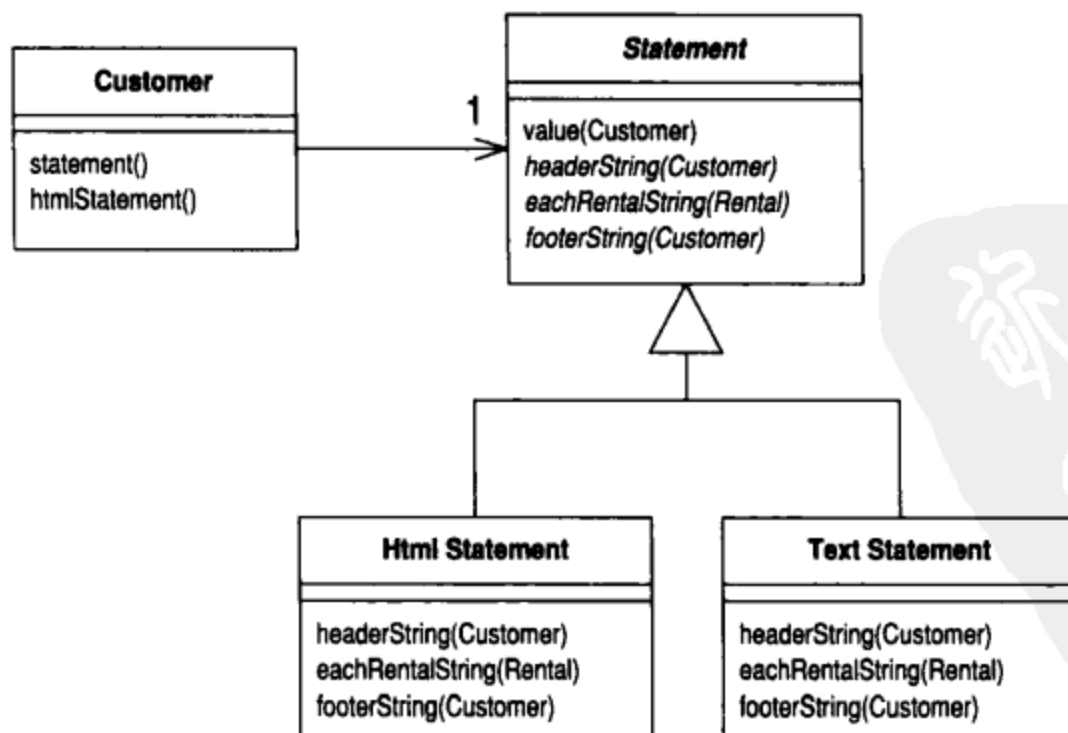 Customer
statement()
htmlStatement()
1
Statement
value(Customer)
headerString(Customer)
eachRentalString(Rental)
footerString(Customer)
Html Statement
headerString(Customer)
eachRentalString(Rental)
footerString(Customer)
Text Statement
headerString(Customer)
eachRentalString(Rental)
footerString(Customer)